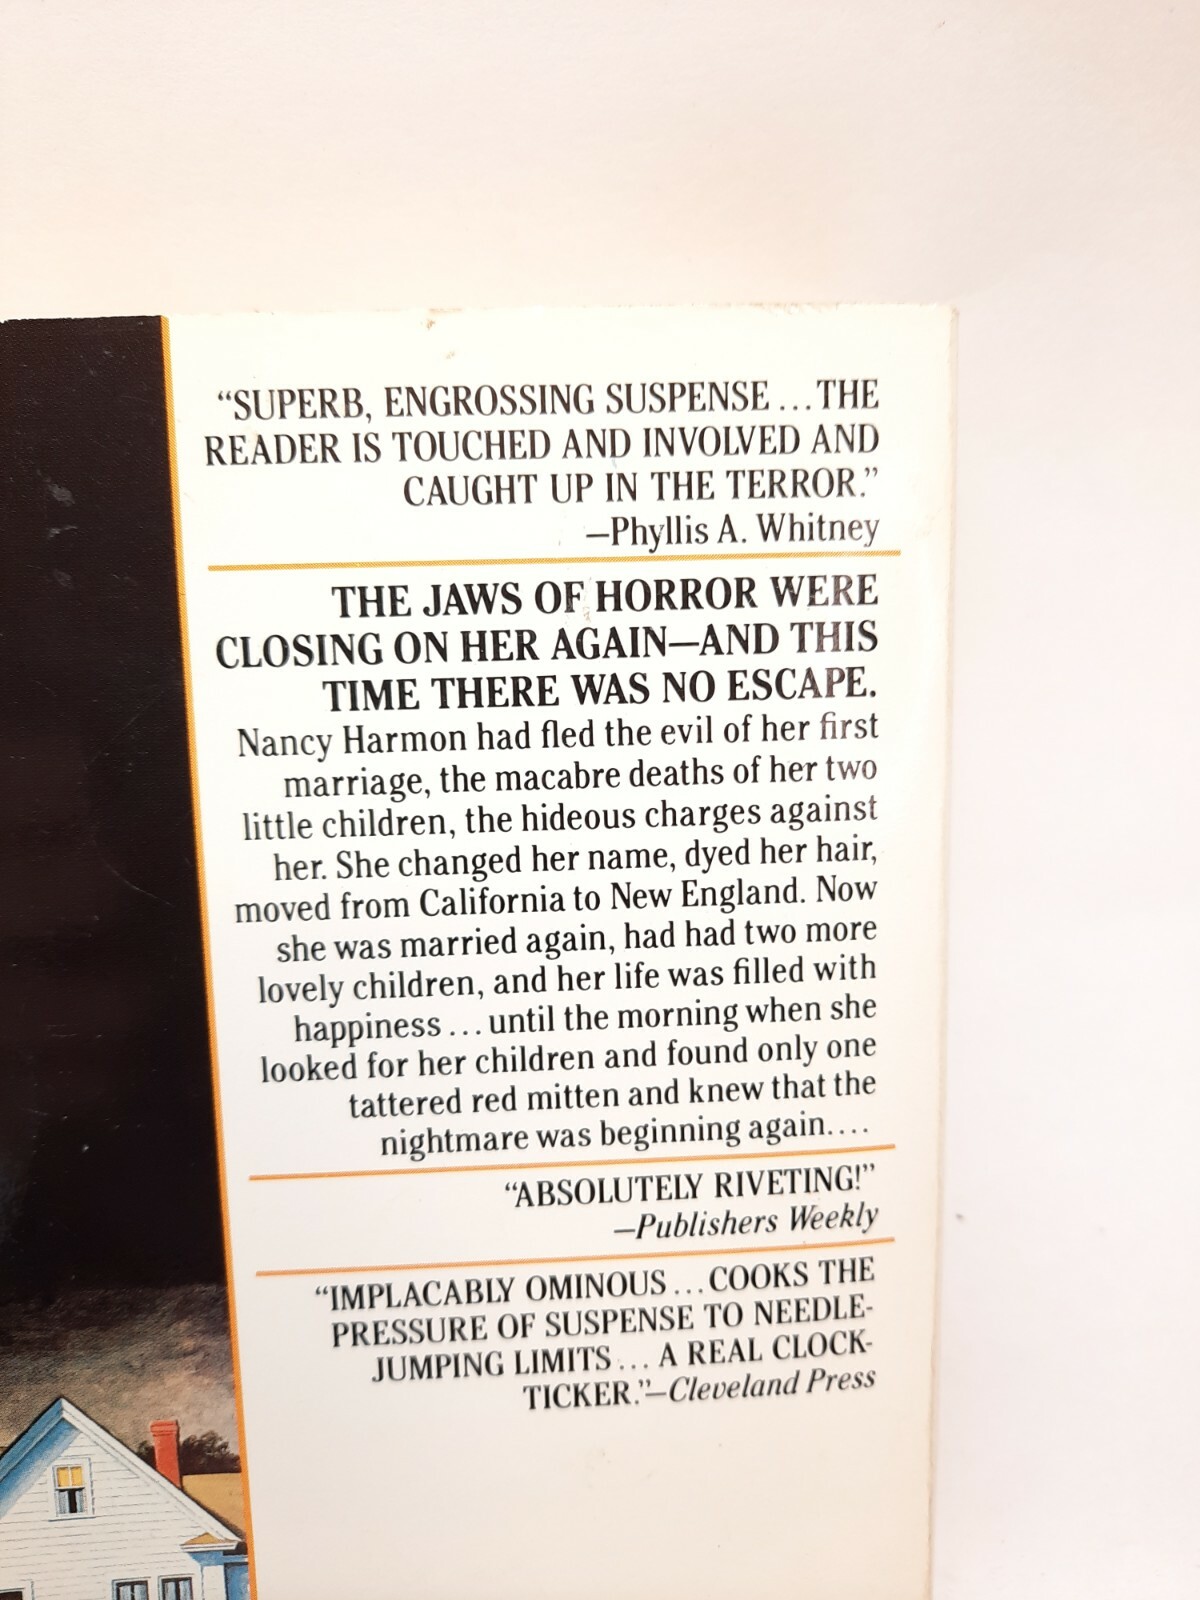 “SUPERB, ENGROSSING SUSPENSE...THE
READER IS TOUCHED AND INVOLVED AND
CAUGHT UP IN THE TERROR.”
—Phyllis A. Whitney
THE JAWS OF HORROR WERE
CLOSING ON HER AGAIN—AND THIS
TIME THERE WAS NO ESCAPE.
Nancy Harmon had fled the evil of her first
marriage, the macabre deaths of her two
little children, the hideous charges against
her. She changed her name, dyed her hair,
moved from California to New England. Now
she was married again, had had two more
lovely children, and her life was filled with
happiness...until the morning when she
looked for her children and found only one
tattered red mitten and knew that the
nightmare was beginning again....
“ABSOLUTELY RIVETING!”
—Publishers Weekly
“IMPLACABLY OMINOUS...COOKS THE
PRESSURE OF SUSPENSE TO NEEDLE-
JUMPING LIMITS... A REAL CLOCK-
TICKER.”—Cleveland Press